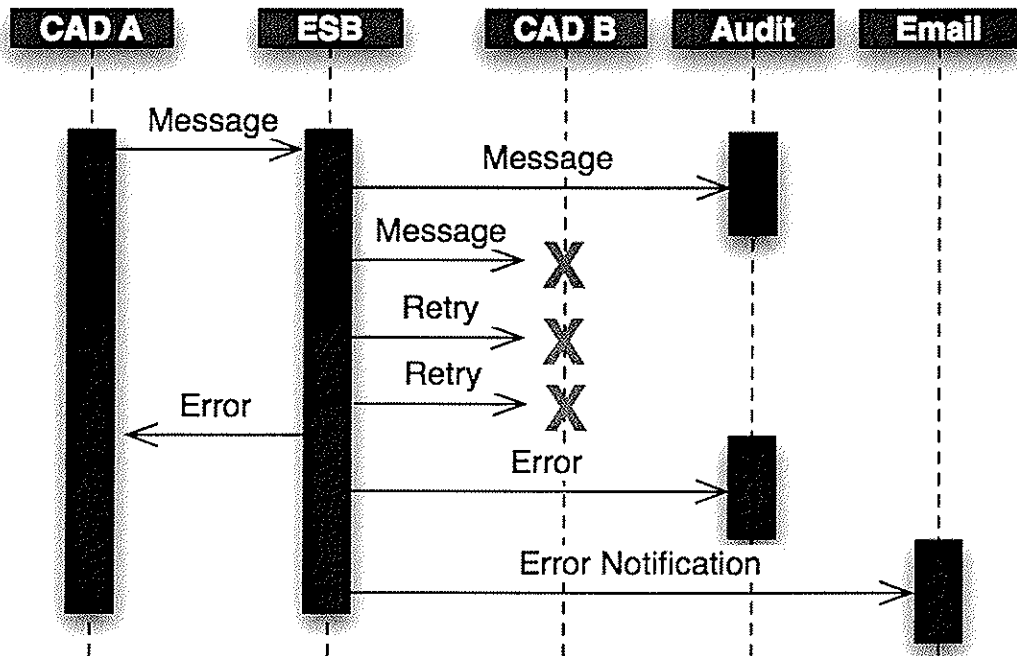 CAD A ESB CAD B Audit Email
Message
Message
Message
X
Retry
X
Retry
X
Error
Error
Error Notification